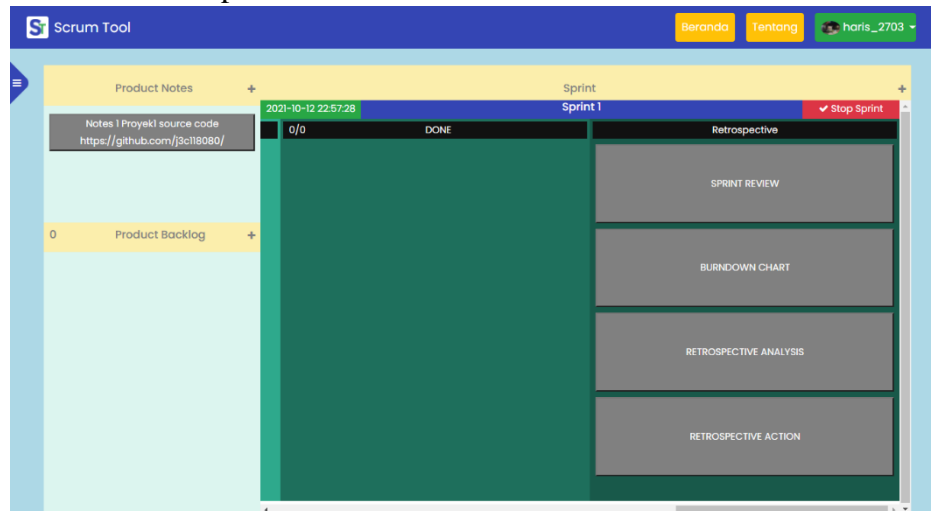 ST Scrum Tool
Beranda
Tentang
haris_2703
Product Notes +
Notes 1 Proyek1 source code
https://github.com/j3c118080/
0 Product Backlog +
Sprint +
2021-10-12 22:57:28 Sprint 1 Stop Sprint
0/0 DONE
Retrospective
SPRINT REVIEW
BURNDOWN CHART
RETROSPECTIVE ANALYSIS
RETROSPECTIVE ACTION